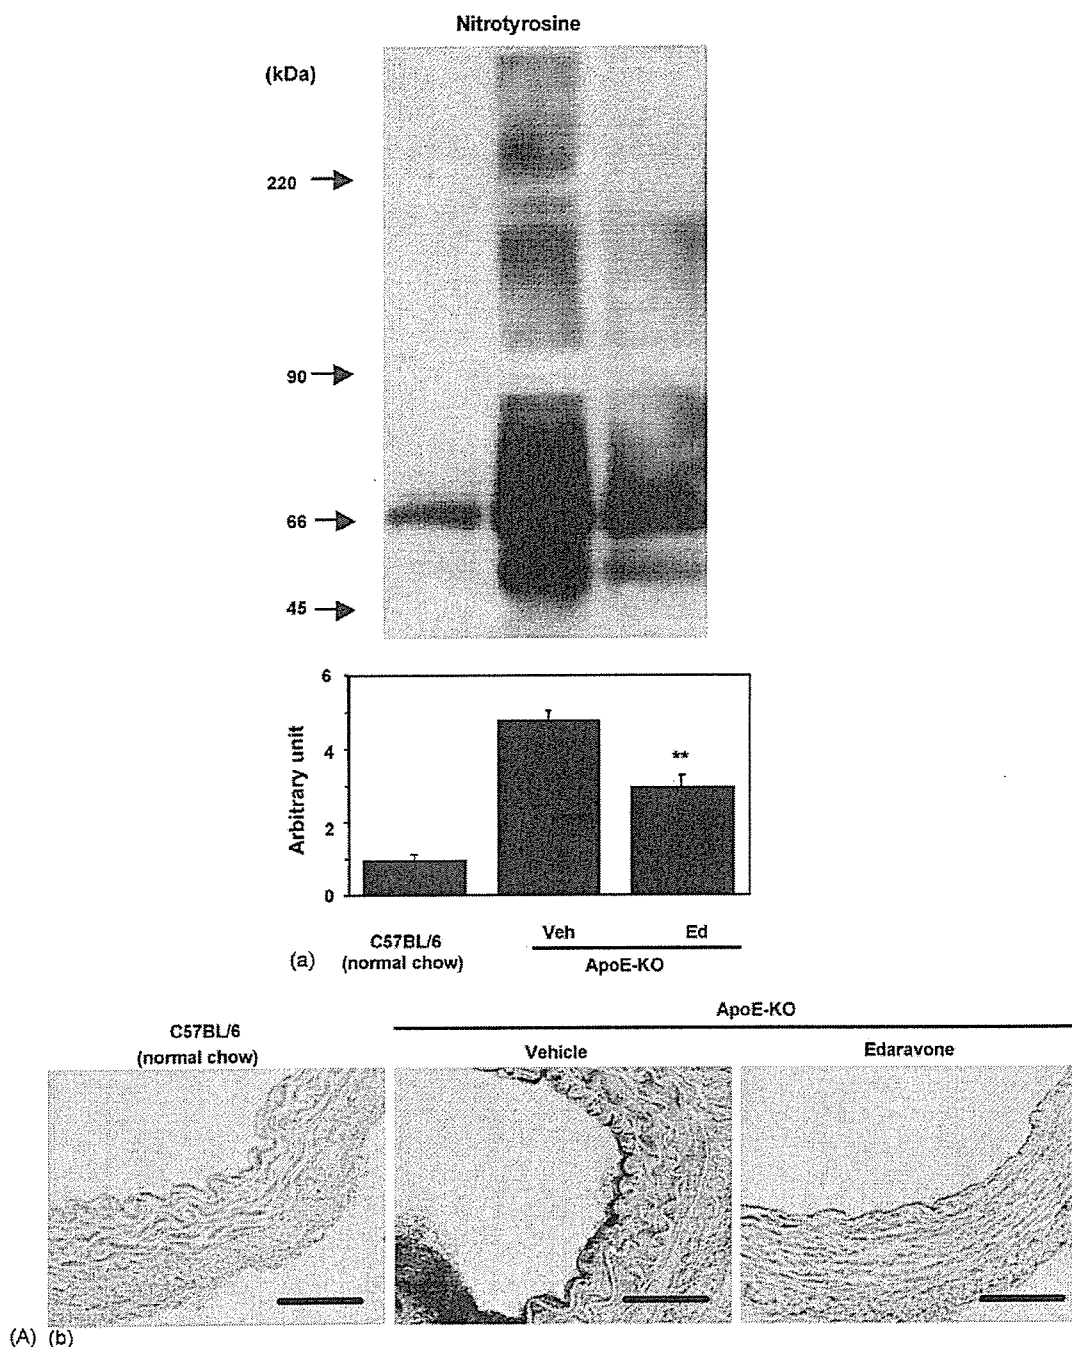 Nitrotyrosine
(kDa)
220
90
66
45
6
4
2
0
Arbitrary unit
**
C57BL/6
(normal chow)
Veh
Ed
ApoE-KO
(a)
ApoE-KO
C57BL/6
(normal chow)
Vehicle
Edaravone
(A) (b)